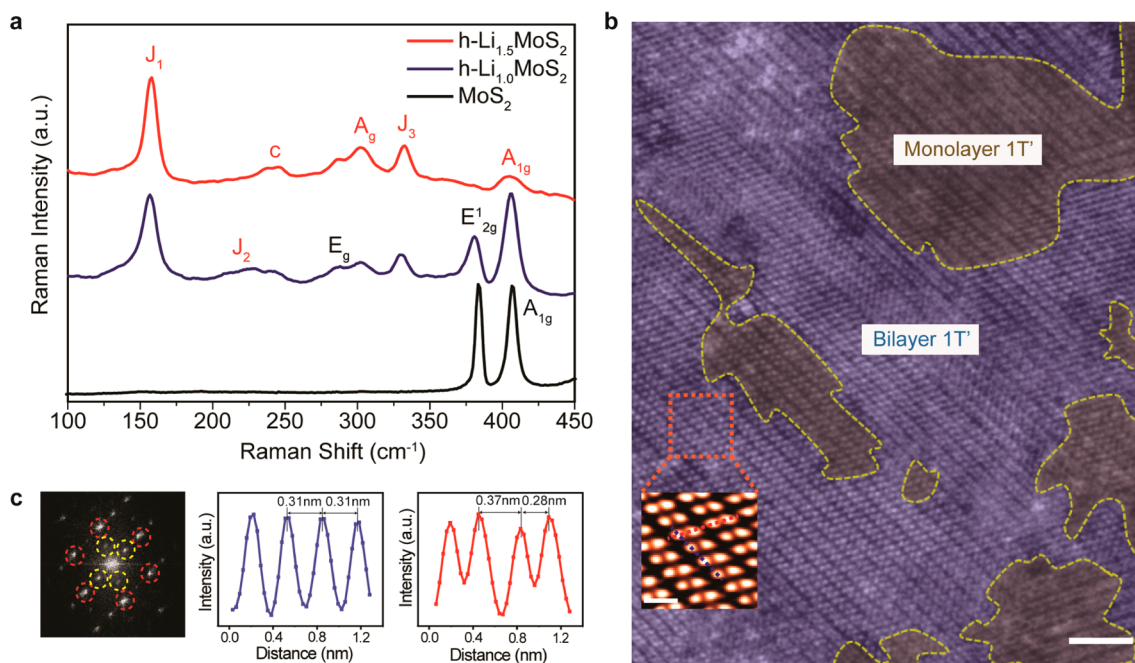 a
h-Li1.5MoS2
h-Li1.0MoS2
MoS2
J1
c
Ag
J3
A1g
J2
Eg
E12g
A1g
Raman Intensity (a.u.)
100 150 200 250 300 350 400 450
Raman Shift (cm-1)
b
Monolayer 1T’
Bilayer 1T’
c
0.31nm 0.31nm
Intensity (a.u.)
0.0 0.4 0.8 1.2
Distance (nm)
0.37nm 0.28nm
Intensity (a.u.)
0.0 0.4 0.8 1.2
Distance (nm)